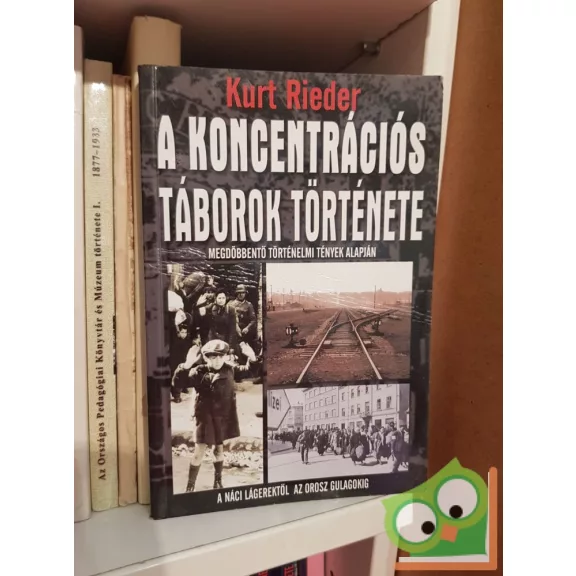 Kurt Rieder
A KONCENTRÁCIÓS
TÁBOROK TÖRTÉNETE
MEGDÖBBENTŐ TÖRTÉNELMI TÉNYEK ALAPJÁN
zei
A NÁCI LÁGEREKTŐL AZ OROSZ GULAGOKIG
Az Országos Pedagógiai Könyvtár és Múzeum története I. 1877-1933